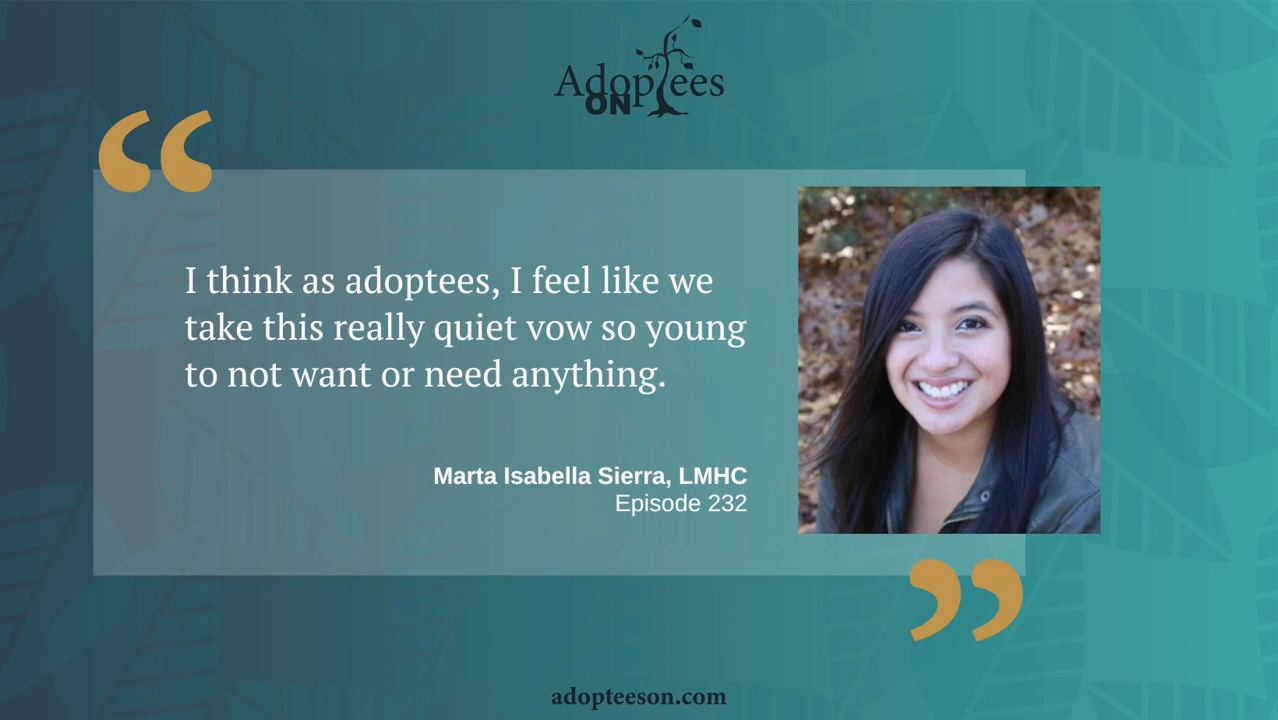 Adoptees
ON
I think as adoptees, I feel like we
take this really quiet vow so young
to not want or need anything.
Marta Isabella Sierra, LMHC
Episode 232
adopteeson.com